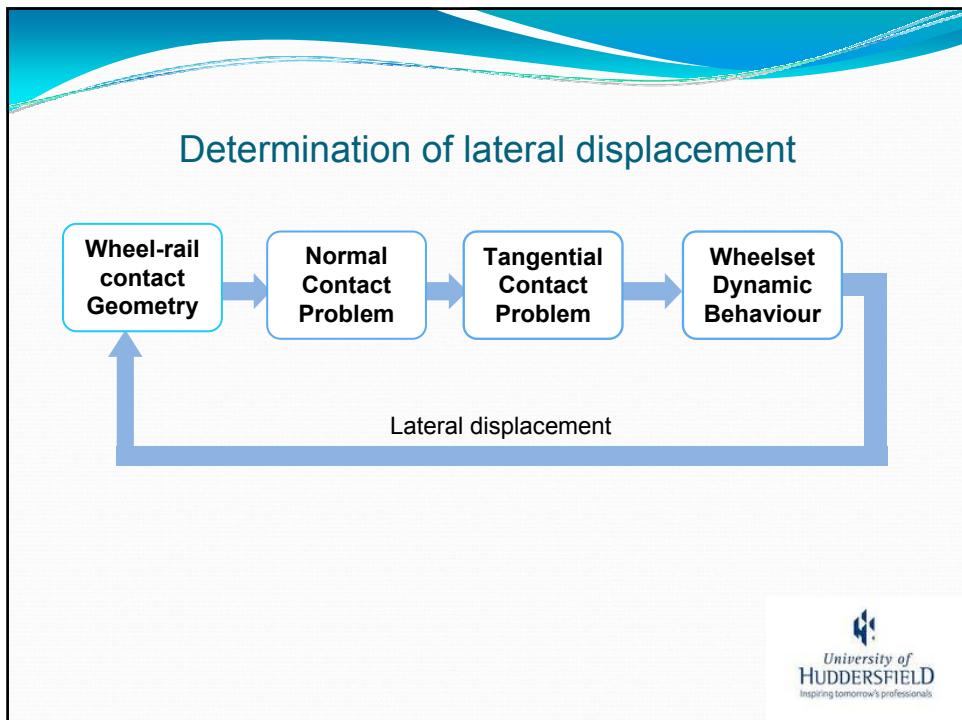 Determination of lateral displacement
Wheel-rail
contact
Geometry
Normal
Contact
Problem
Tangential
Contact
Problem
Wheelset
Dynamic
Behaviour
Lateral displacement
University of
HUDDERSFIELD
Inspiring tomorrow's professionals